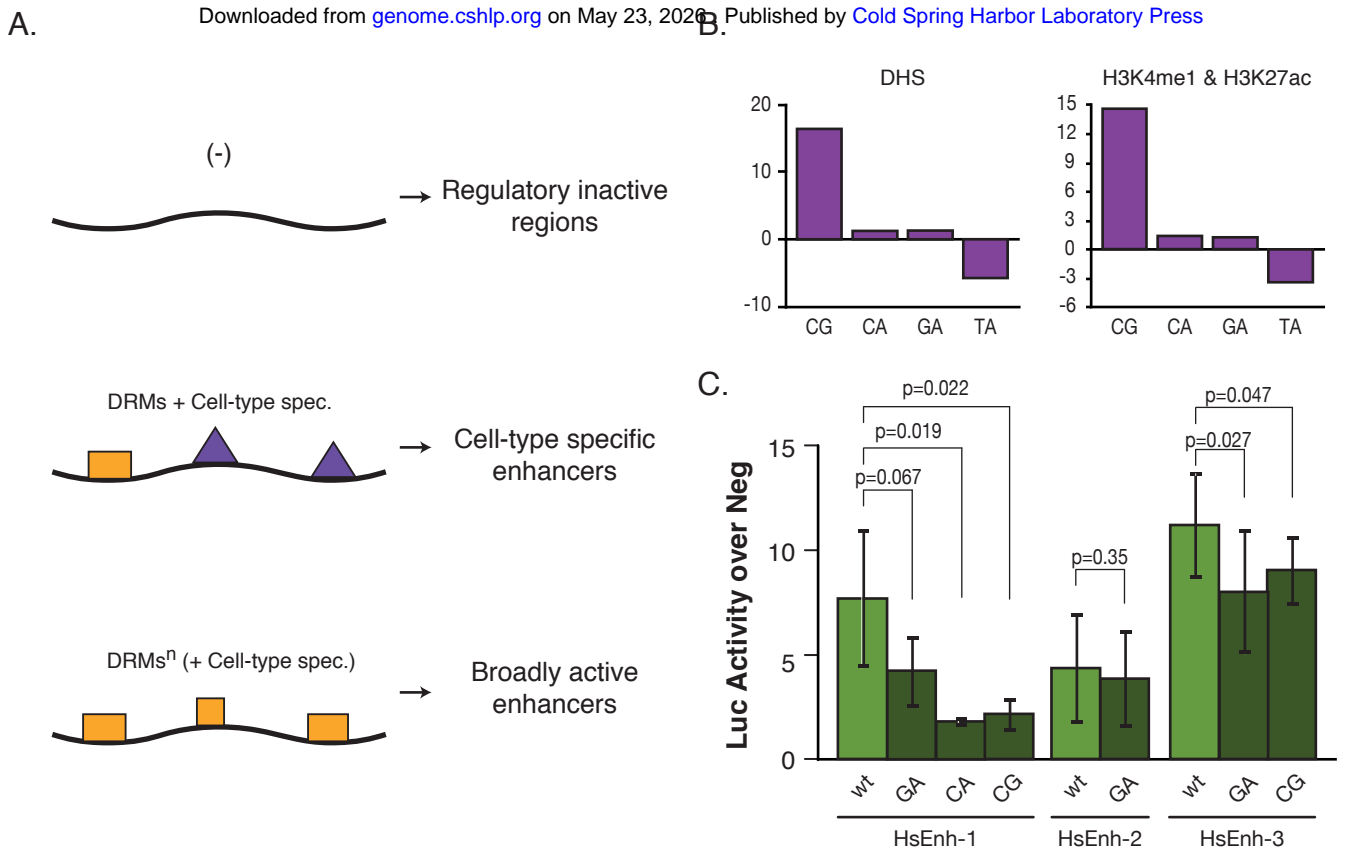 Downloaded from genome.cshlp.org on May 23, 2026. Published by Cold Spring Harbor Laboratory Press
A.
(-)
Regulatory inactive
regions
DRMs + Cell-type spec.
Cell-type specific
enhancers
DRMsⁿ (+ Cell-type spec.)
Broadly active
enhancers
B.
DHS
20
10
0
-10
CG CA GA TA
H3K4me1 & H3K27ac
15
12
9
6
3
0
-3
-6
CG CA GA TA
C.
Luc Activity over Neg
15
10
5
0
p=0.022
p=0.019
p=0.067
p=0.35
p=0.047
p=0.027
wt GA CA CG wt GA wt GA CG
HsEnh-1 HsEnh-2 HsEnh-3